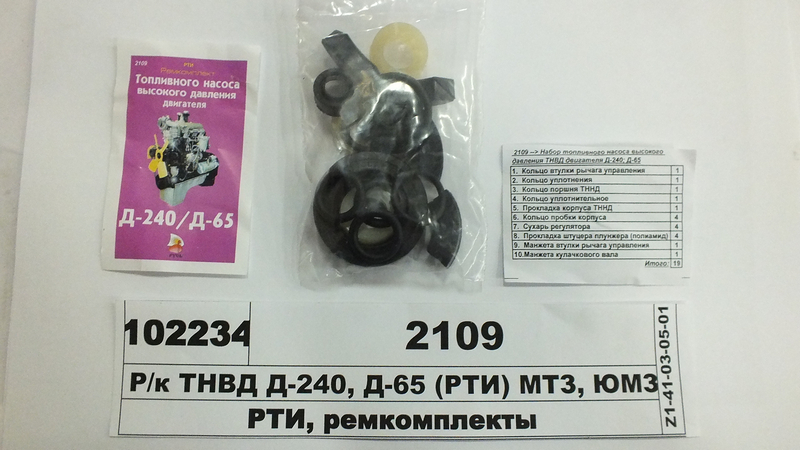 2109
РТИ
Ремкомплект
Топливного насоса
высокого давления
двигателя
Д-240/Д-65
РУСЬ
2109 --> Набор топливного насоса высокого
давления ТНВД двигателя Д-240; Д-65
1. Кольцо втулки рычага управления 1
2. Кольцо уплотнения 1
3. Кольцо поршня ТННД 1
4. Кольцо уплотнительное 1
5. Прокладка корпуса ТННД 1
6. Кольцо пробки корпуса 4
7. Сухарь регулятора 4
8. Прокладка штуцера плунжера (полиамид) 4
9. Манжета втулки рычага управления 1
10. Манжета кулачкового вала 1
Итого: 19
102234 2109
Р/к ТНВД Д-240, Д-65 (РТИ) МТЗ, ЮМЗ
РТИ, ремкомплекты
Z1-41-03-05-01